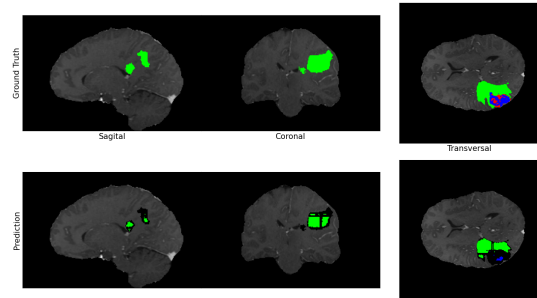 Ground Truth
Sagital
Coronal
Transversal
Prediction